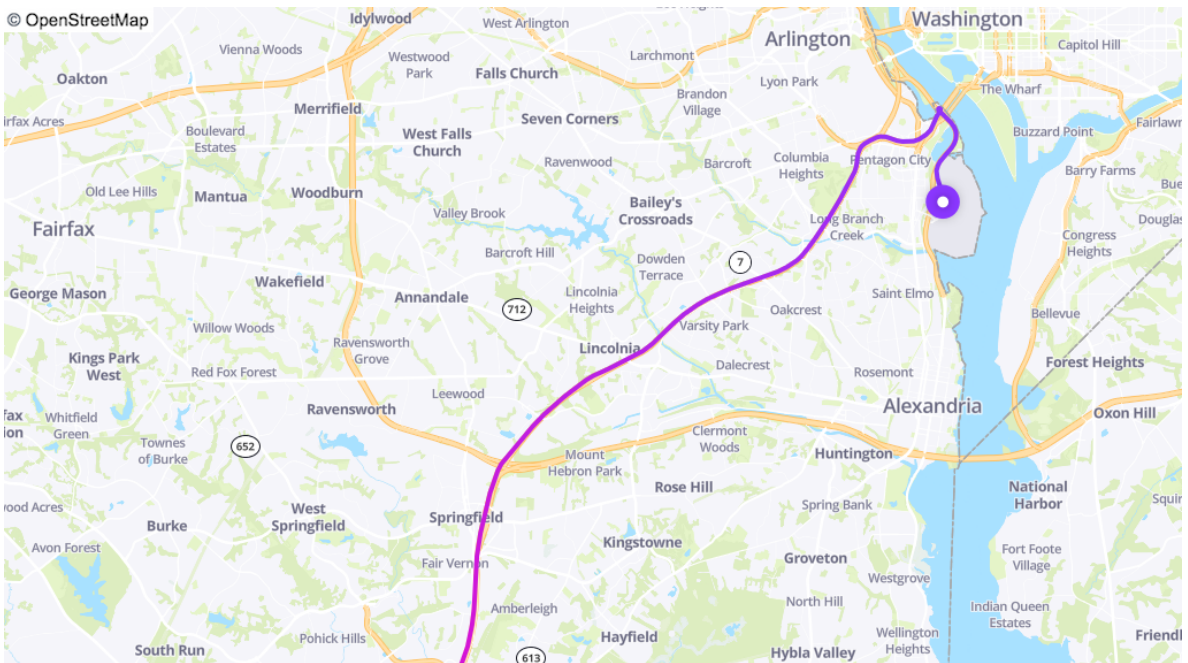 © OpenStreetMap
Idylwood
West Arlington
Washington
Arlington
Capitol Hill
Vienna Woods
Westwood
Park
Larchmont
Oakton
Falls Church
Lyon Park
The Wharf
Merrifield
Brandon
Village
irfax Acres
Boulevard
Estates
West Falls
Church
Seven Corners
Buzzard Point
Fairlawn
Ravenwood
Barcroft
Columbia
Heights
Pentagon City
Barry Farms
Old Lee Hills
Mantua
Woodburn
Valley Brook
Bailey's
Crossroads
Long Branch
Creek
Douglas
Fairfax
Congress
Heights
Barcroft Hill
Dowden
Terrace
7
Wakefield
George Mason
Annandale
Lincolnia
Heights
Saint Elmo
712
Oakcrest
Bellevue
Willow Woods
Varsity Park
Ravensworth
Grove
Kings Park
West
Lincolnia
Forest Heights
Red Fox Forest
Dalecrest
Rosemont
Leewood
Ravensworth
Alexandria
Oxon Hill
fax
ion
Whitfield
Green
Clermont
Woods
Townes
of Burke
652
Mount
Hebron Park
Huntington
National
Harbor
Rose Hill
Spring Bank
wood Acres
West
Springfield
Springfield
Burke
Kingstowne
Avon Forest
Fair Vernon
Groveton
Fort Foote
Village
Westgrove
Amberleigh
North Hill
Indian Queen
Estates
Pohick Hills
Hayfield
Wellington
Heights
Friendl
South Run
613
Hybla Valley